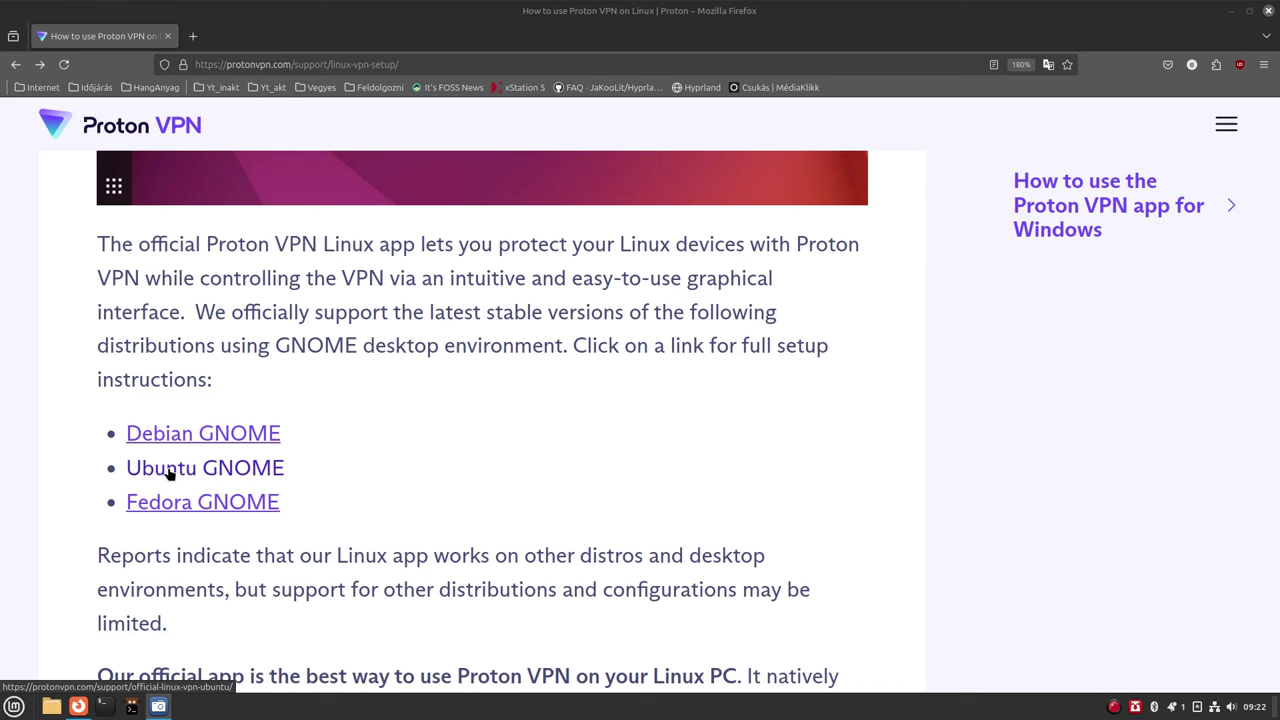 How to use Proton VPN on Linux | Proton – Mozilla Firefox
How to use Proton VPN on L
https://protonvpn.com/support/linux-vpn-setup/
180%
Internet
Időjárás
HangAnyag
Yt_inakt
Yt_akt
Vegyes
Feldolgozni
It's FOSS News
xStation 5
FAQ · JaKooLit/Hyprla…
Hyprland
Csukás | MédiaKlikk
Proton VPN
How to use the
Proton VPN app for
Windows
The official Proton VPN Linux app lets you protect your Linux devices with Proton
VPN while controlling the VPN via an intuitive and easy-to-use graphical
interface.  We officially support the latest stable versions of the following
distributions using GNOME desktop environment. Click on a link for full setup
instructions:
• Debian GNOME
• Ubuntu GNOME
• Fedora GNOME
Reports indicate that our Linux app works on other distros and desktop
environments, but support for other distributions and configurations may be
limited.
Our official app is the best way to use Proton VPN on your Linux PC. It natively
https://protonvpn.com/support/official-linux-vpn-ubuntu/
1
09:22